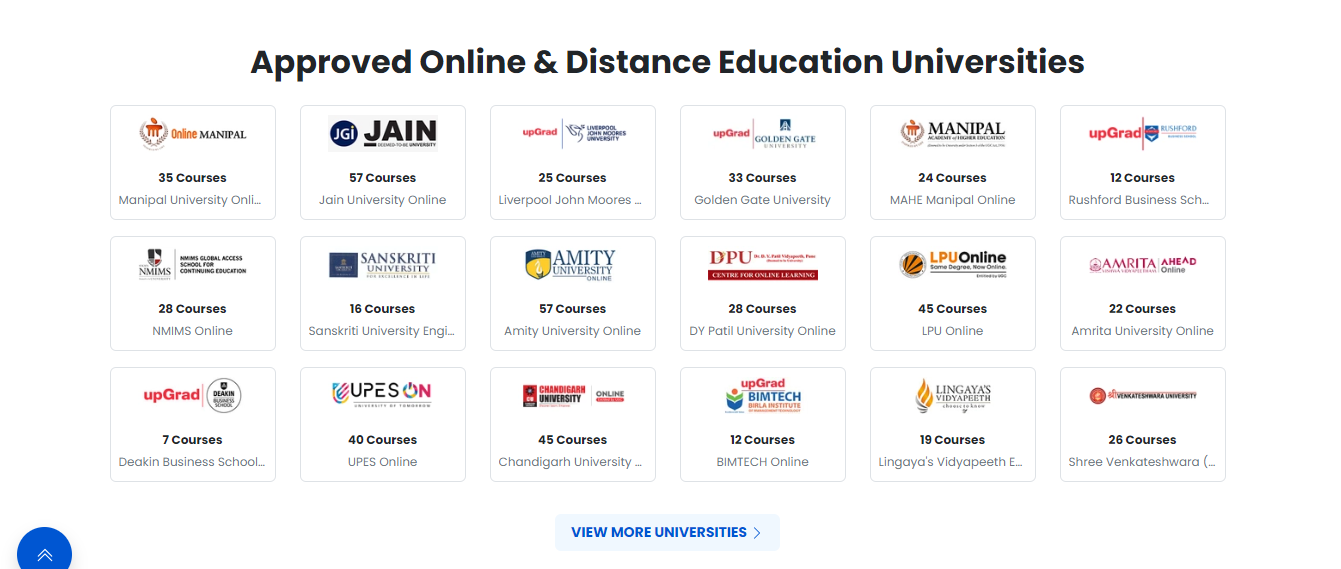 Approved Online & Distance Education Universities
Online MANIPAL
JGi JAIN
DEEMED-TO-BE UNIVERSITY
upGrad LIVERPOOL JOHN MOORES UNIVERSITY
upGrad GOLDEN GATE UNIVERSITY
MANIPAL
ACADEMY of HIGHER EDUCATION
upGrad RUSHFORD
BUSINESS SCHOOL
35 Courses
57 Courses
25 Courses
33 Courses
24 Courses
12 Courses
Manipal University Onli...
Jain University Online
Liverpool John Moores ...
Golden Gate University
MAHE Manipal Online
Rushford Business Sch...
NMIMS
NMIMS GLOBAL ACCESS
SCHOOL FOR
CONTINUING EDUCATION
SANSKRITI
UNIVERSITY
AMITY
UNIVERSITY
ONLINE
DPU Dr. D. Y. Patil Vidyapeeth, Pune
CENTRE FOR ONLINE LEARNING
LPUOnline
Same Degree, Now Online.
AMRITA AHEAD
Online
28 Courses
16 Courses
57 Courses
28 Courses
45 Courses
22 Courses
NMIMS Online
Sanskriti University Engi...
Amity University Online
DY Patil University Online
LPU Online
Amrita University Online
upGrad DEAKIN
BUSINESS
SCHOOL
UPES ON
UNIVERSITY OF TOMORROW
CHANDIGARH
UNIVERSITY
ONLINE
upGrad
BIMTECH
BIRLA INSTITUTE
OF MANAGEMENT TECHNOLOGY
LINGAYA'S
VIDYAPEETH
choose to know
श्री VENKATESHWARA UNIVERSITY
7 Courses
40 Courses
45 Courses
12 Courses
19 Courses
26 Courses
Deakin Business School...
UPES Online
Chandigarh University ...
BIMTECH Online
Lingaya's Vidyapeeth E...
Shree Venkateshwara (...
VIEW MORE UNIVERSITIES